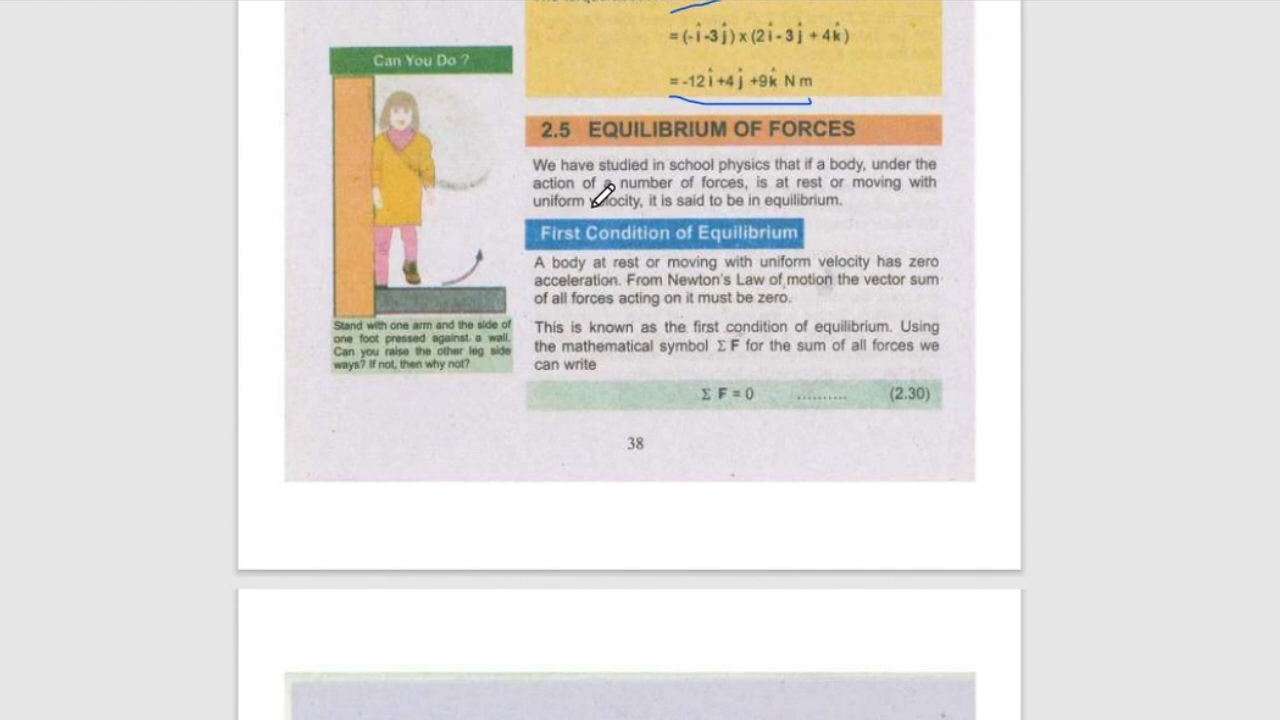 = (-î -3ĵ) x (2î - 3ĵ + 4k̂)
= -12 î +4 ĵ +9k̂ N m
Can You Do ?
2.5 EQUILIBRIUM OF FORCES
We have studied in school physics that if a body, under the
action of a number of forces, is at rest or moving with
uniform velocity, it is said to be in equilibrium.
First Condition of Equilibrium
A body at rest or moving with uniform velocity has zero
acceleration. From Newton's Law of motion the vector sum
of all forces acting on it must be zero.
Stand with one arm and the side of
one foot pressed against a wall.
Can you raise the other leg side
ways? If not, then why not?
This is known as the first condition of equilibrium. Using
the mathematical symbol Σ F for the sum of all forces we
can write
Σ F = 0 .......... (2.30)
38